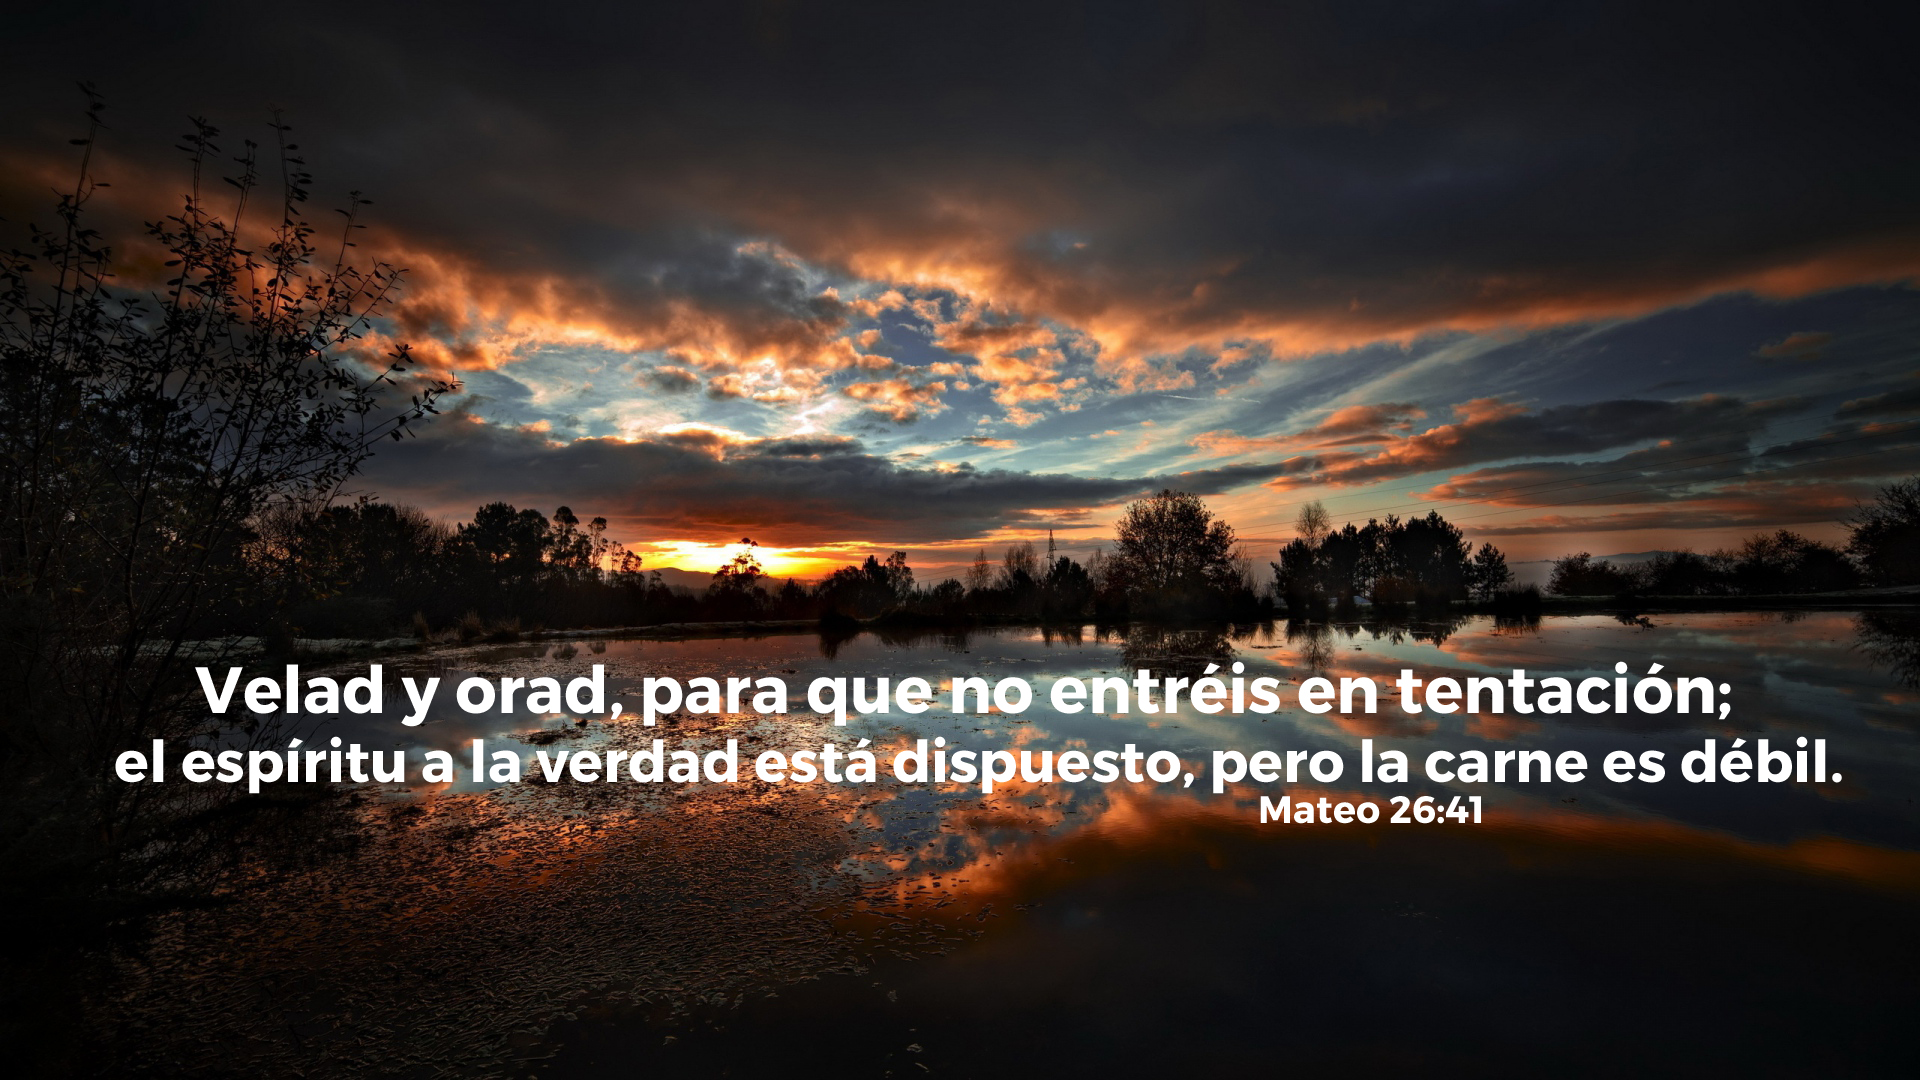 Velad y orad, para que no entréis en tentación;
el espíritu a la verdad está dispuesto, pero la carne es débil.
Mateo 26:41